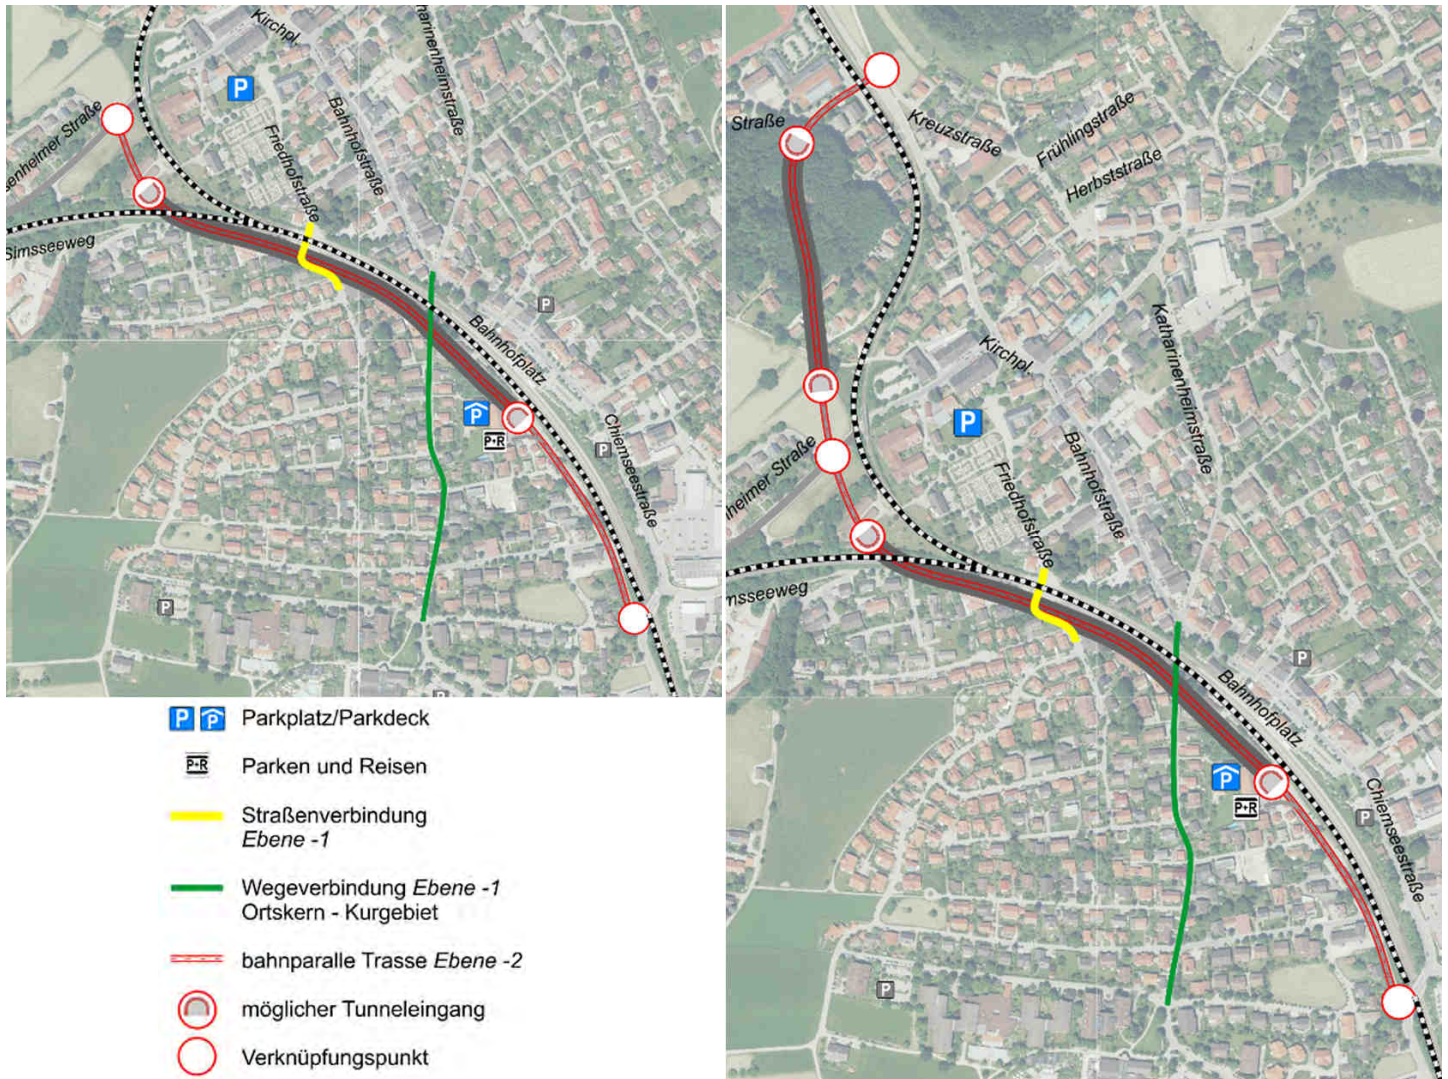 Kirchpl.
Katharinenheimstraße
P
Bahnhofstraße
Friedhofstraße
senheimer Straße
Simsseeweg
P
Bahnhofplatz
P
P+R
P
Chiemseestraße
P
P
P P Parkplatz/Parkdeck
P+R Parken und Reisen
Straßenverbindung
Ebene -1
Wegeverbindung Ebene -1
Ortskern - Kurgebiet
bahnparalle Trasse Ebene -2
möglicher Tunneleingang
Verknüpfungspunkt
Straße
Kreuzstraße
Frühlingstraße
Herbststraße
Kirchpl.
Katharinenheimstraße
P
Bahnhofstraße
heimer Straße
Friedhofstraße
msseeweg
P
Bahnhofplatz
P
P+R
P
Chiemseestraße
P